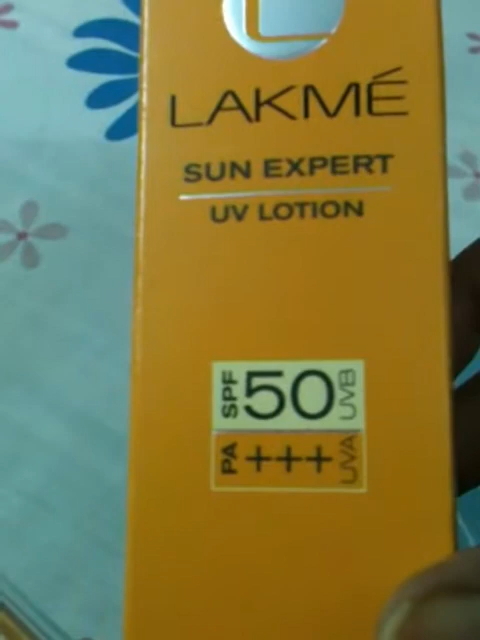 LAKMÉ
SUN EXPERT
UV LOTION
SPF 50 UVB
PA +++ UVA